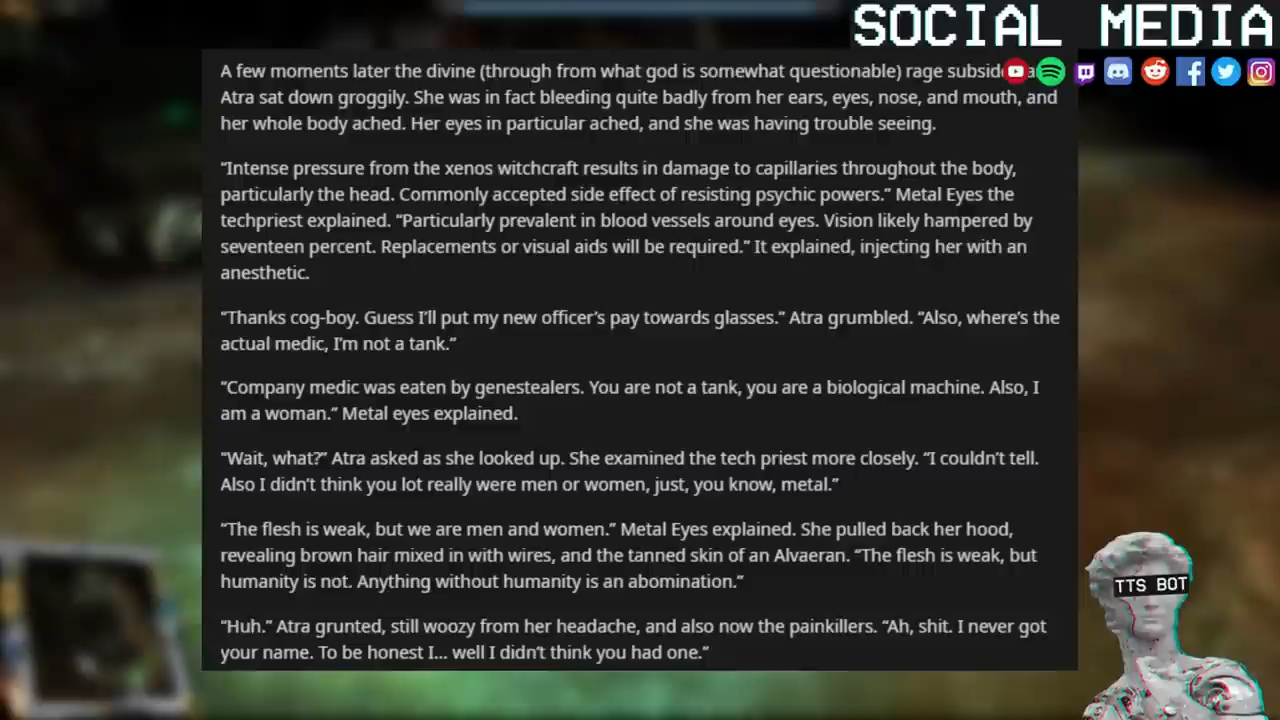 SOCIAL MEDIA
A few moments later the divine (through from what god is somewhat questionable) rage subside
Atra sat down groggily. She was in fact bleeding quite badly from her ears, eyes, nose, and mouth, and
her whole body ached. Her eyes in particular ached, and she was having trouble seeing.
“Intense pressure from the xenos witchcraft results in damage to capillaries throughout the body,
particularly the head. Commonly accepted side effect of resisting psychic powers.” Metal Eyes the
techpriest explained. “Particularly prevalent in blood vessels around eyes. Vision likely hampered by
seventeen percent. Replacements or visual aids will be required.” It explained, injecting her with an
anesthetic.
“Thanks cog-boy. Guess I’ll put my new officer’s pay towards glasses.” Atra grumbled. “Also, where’s the
actual medic, I’m not a tank.”
“Company medic was eaten by genestealers. You are not a tank, you are a biological machine. Also, I
am a woman.” Metal eyes explained.
“Wait, what?” Atra asked as she looked up. She examined the tech priest more closely. “I couldn’t tell.
Also I didn’t think you lot really were men or women, just, you know, metal.”
“The flesh is weak, but we are men and women.” Metal Eyes explained. She pulled back her hood,
revealing brown hair mixed in with wires, and the tanned skin of an Alvaeran. “The flesh is weak, but
humanity is not. Anything without humanity is an abomination.”
“Huh.” Atra grunted, still woozy from her headache, and also now the painkillers. “Ah, shit. I never got
your name. To be honest I... well I didn’t think you had one.”
TTS BOT